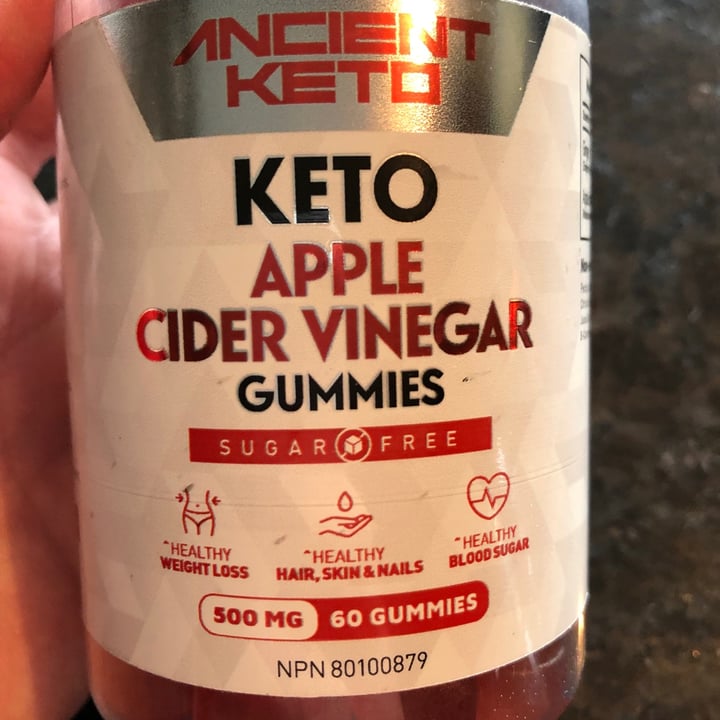 ANCIENT
KETO
KETO
APPLE
CIDER VINEGAR
GUMMIES
SUGAR FREE
^HEALTHY
WEIGHT LOSS
^HEALTHY
HAIR, SKIN & NAILS
^HEALTHY
BLOOD SUGAR
500 MG 60 GUMMIES
NPN 80100879